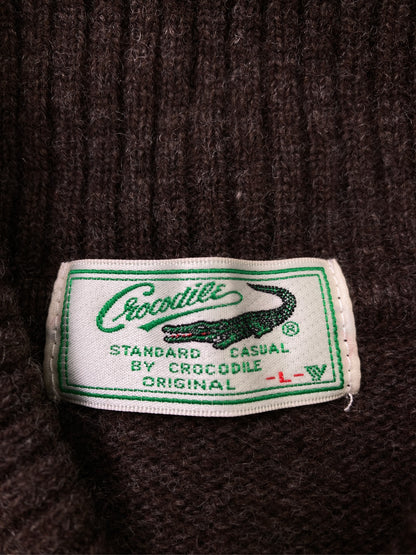 Crocodile
®
STANDARD CASUAL
BY CROCODILE
ORIGINAL
-L-